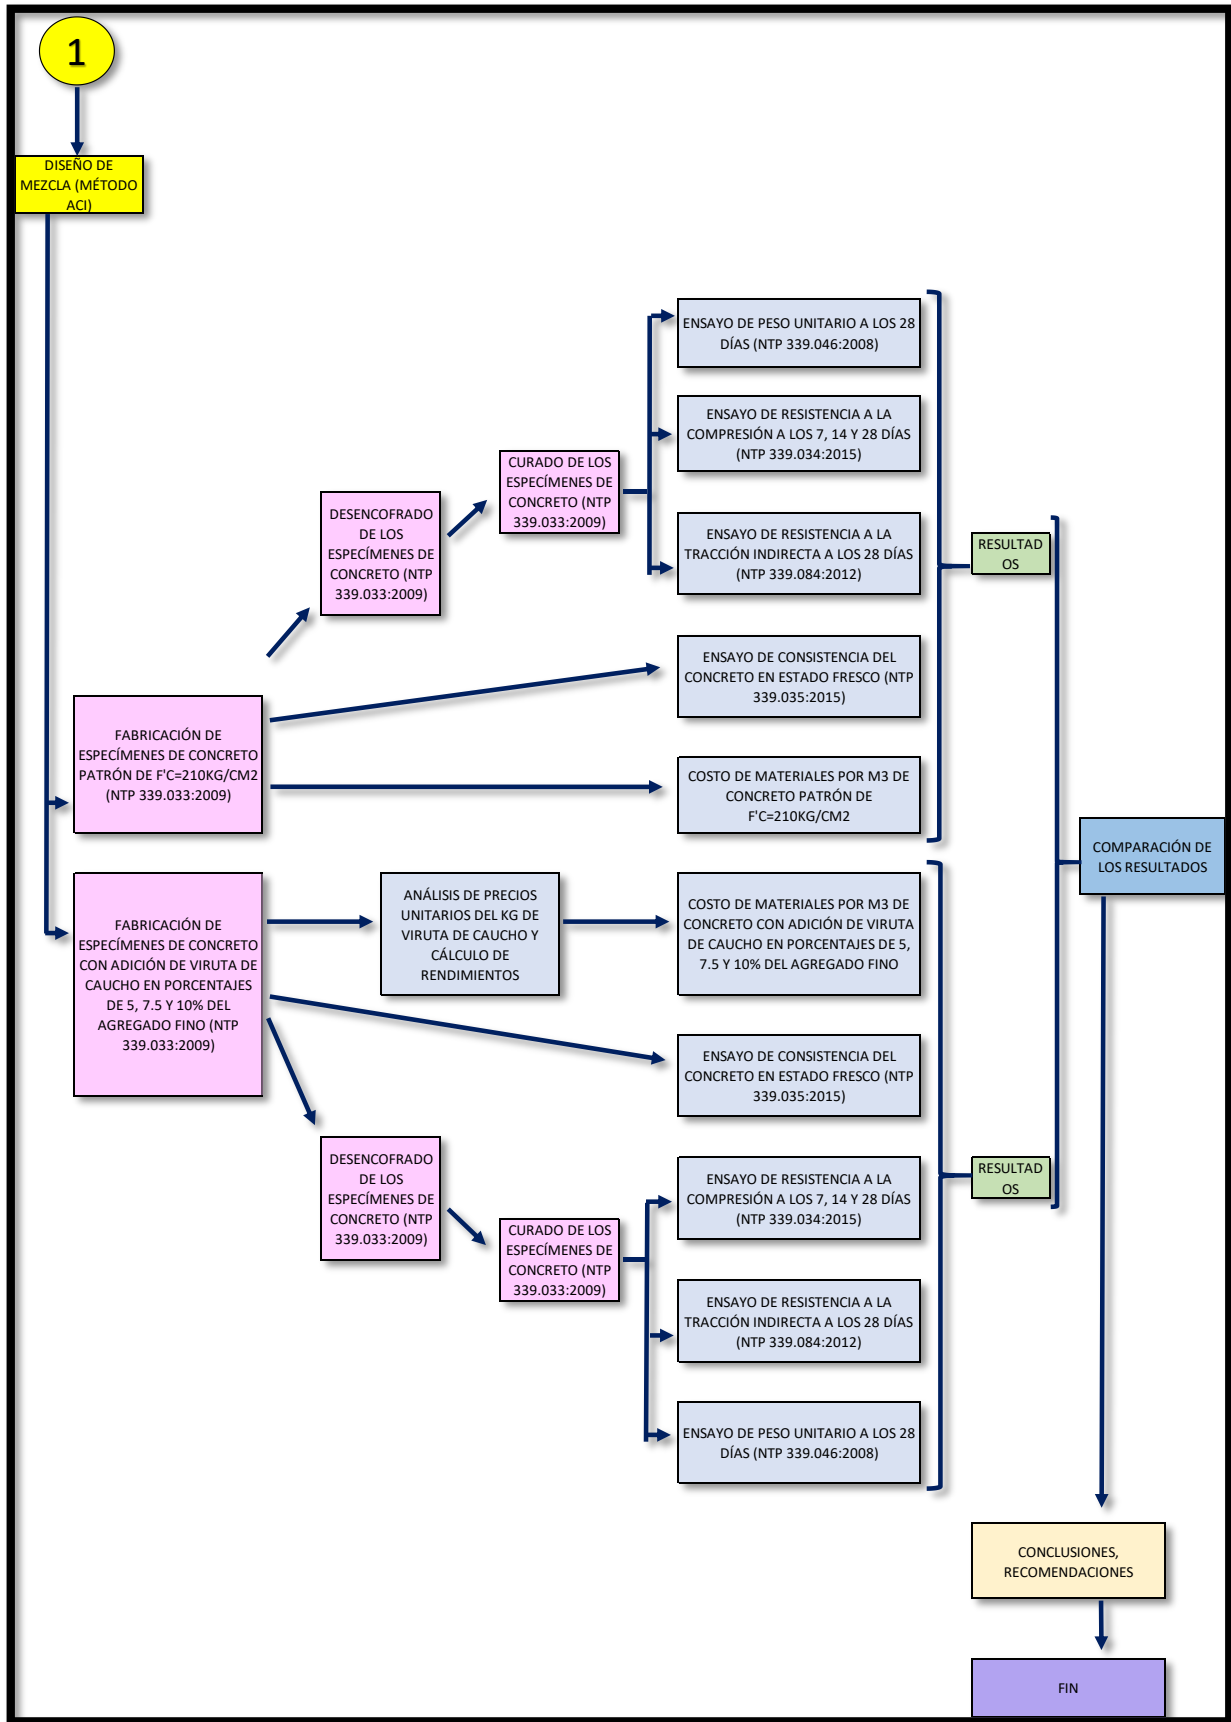 1
DISEÑO DE
MEZCLA (MÉTODO
ACI)
ENSAYO DE PESO UNITARIO A LOS 28
DÍAS (NTP 339.046:2008)
ENSAYO DE RESISTENCIA A LA
COMPRESIÓN A LOS 7, 14 Y 28 DÍAS
(NTP 339.034:2015)
CURADO DE LOS
ESPECÍMENES DE
CONCRETO (NTP
339.033:2009)
DESENCOFRADO
DE LOS
ESPECÍMENES DE
CONCRETO (NTP
339.033:2009)
ENSAYO DE RESISTENCIA A LA
TRACCIÓN INDIRECTA A LOS 28 DÍAS
(NTP 339.084:2012)
RESULTAD
OS
ENSAYO DE CONSISTENCIA DEL
CONCRETO EN ESTADO FRESCO (NTP
339.035:2015)
FABRICACIÓN DE
ESPECÍMENES DE CONCRETO
PATRÓN DE F'C=210KG/CM2
(NTP 339.033:2009)
COSTO DE MATERIALES POR M3 DE
CONCRETO PATRÓN DE
F'C=210KG/CM2
COMPARACIÓN DE
LOS RESULTADOS
FABRICACIÓN DE
ESPECÍMENES DE CONCRETO
CON ADICIÓN DE VIRUTA DE
CAUCHO EN PORCENTAJES
DE 5, 7.5 Y 10% DEL
AGREGADO FINO (NTP
339.033:2009)
ANÁLISIS DE PRECIOS
UNITARIOS DEL KG DE
VIRUTA DE CAUCHO Y
CÁLCULO DE
RENDIMIENTOS
COSTO DE MATERIALES POR M3 DE
CONCRETO CON ADICIÓN DE VIRUTA
DE CAUCHO EN PORCENTAJES DE 5,
7.5 Y 10% DEL AGREGADO FINO
ENSAYO DE CONSISTENCIA DEL
CONCRETO EN ESTADO FRESCO (NTP
339.035:2015)
DESENCOFRADO
DE LOS
ESPECÍMENES DE
CONCRETO (NTP
339.033:2009)
ENSAYO DE RESISTENCIA A LA
COMPRESIÓN A LOS 7, 14 Y 28 DÍAS
(NTP 339.034:2015)
RESULTAD
OS
CURADO DE LOS
ESPECÍMENES DE
CONCRETO (NTP
339.033:2009)
ENSAYO DE RESISTENCIA A LA
TRACCIÓN INDIRECTA A LOS 28 DÍAS
(NTP 339.084:2012)
ENSAYO DE PESO UNITARIO A LOS 28
DÍAS (NTP 339.046:2008)
CONCLUSIONES,
RECOMENDACIONES
FIN